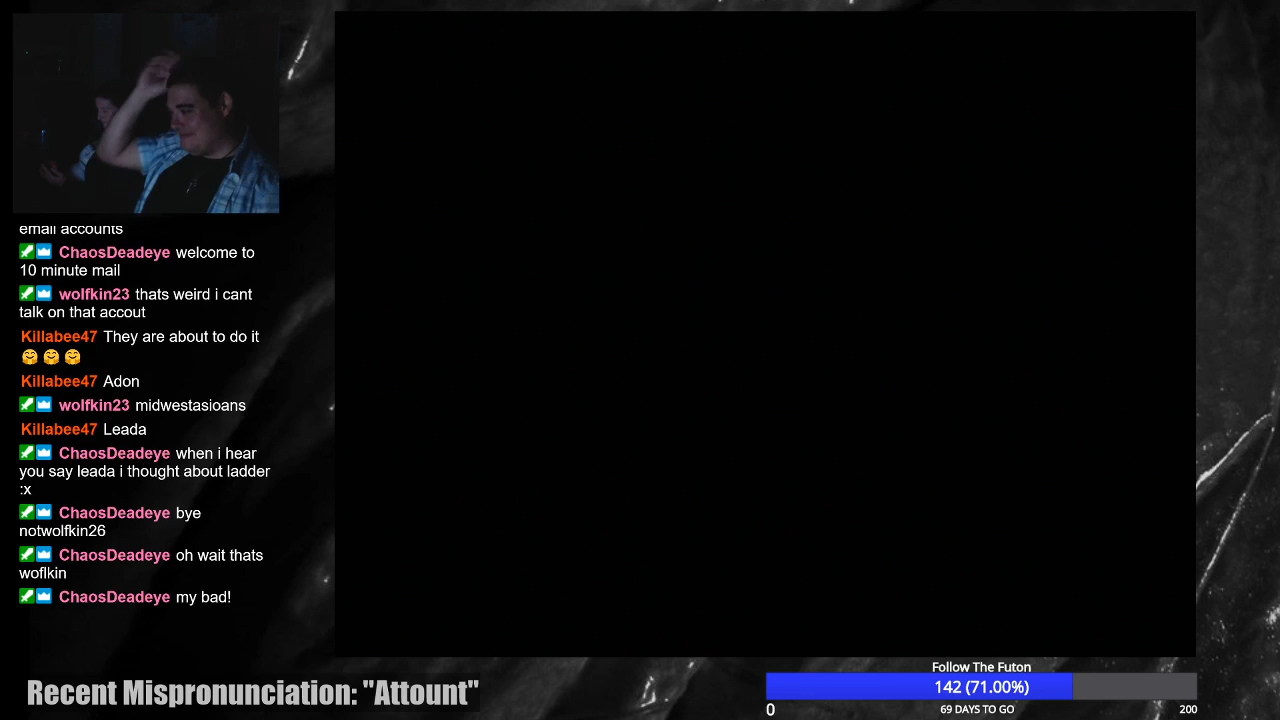 email accounts
ChaosDeadeye welcome to
10 minute mail
wolfkin23 thats weird i cant
talk on that accout
Killabee47 They are about to do it
🤗 🤗 🤗
Killabee47 Adon
wolfkin23 midwestasioans
Killabee47 Leada
ChaosDeadeye when i hear
you say leada i thought about ladder
:x
ChaosDeadeye bye
notwolfkin26
ChaosDeadeye oh wait thats
woflkin
ChaosDeadeye my bad!
Recent Mispronunciation: "Attount"
Follow The Futon
142 (71.00%)
0 69 DAYS TO GO 200